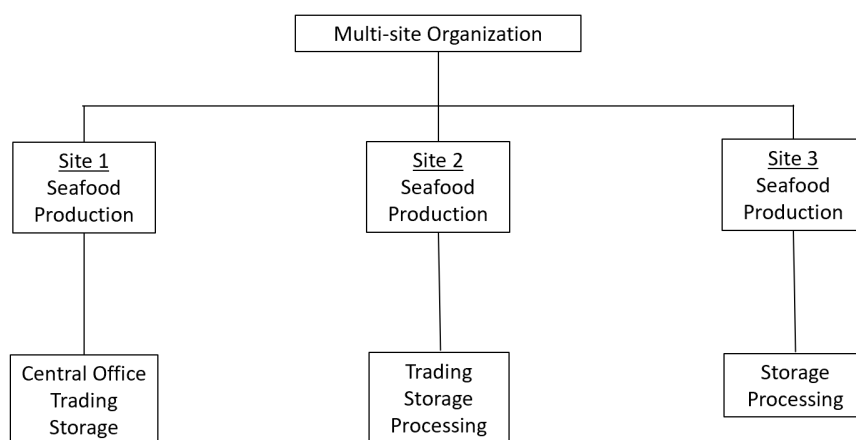 Multi-site Organization
Site 1
Seafood
Production
Site 2
Seafood
Production
Site 3
Seafood
Production
Central Office
Trading
Storage
Trading
Storage
Processing
Storage
Processing